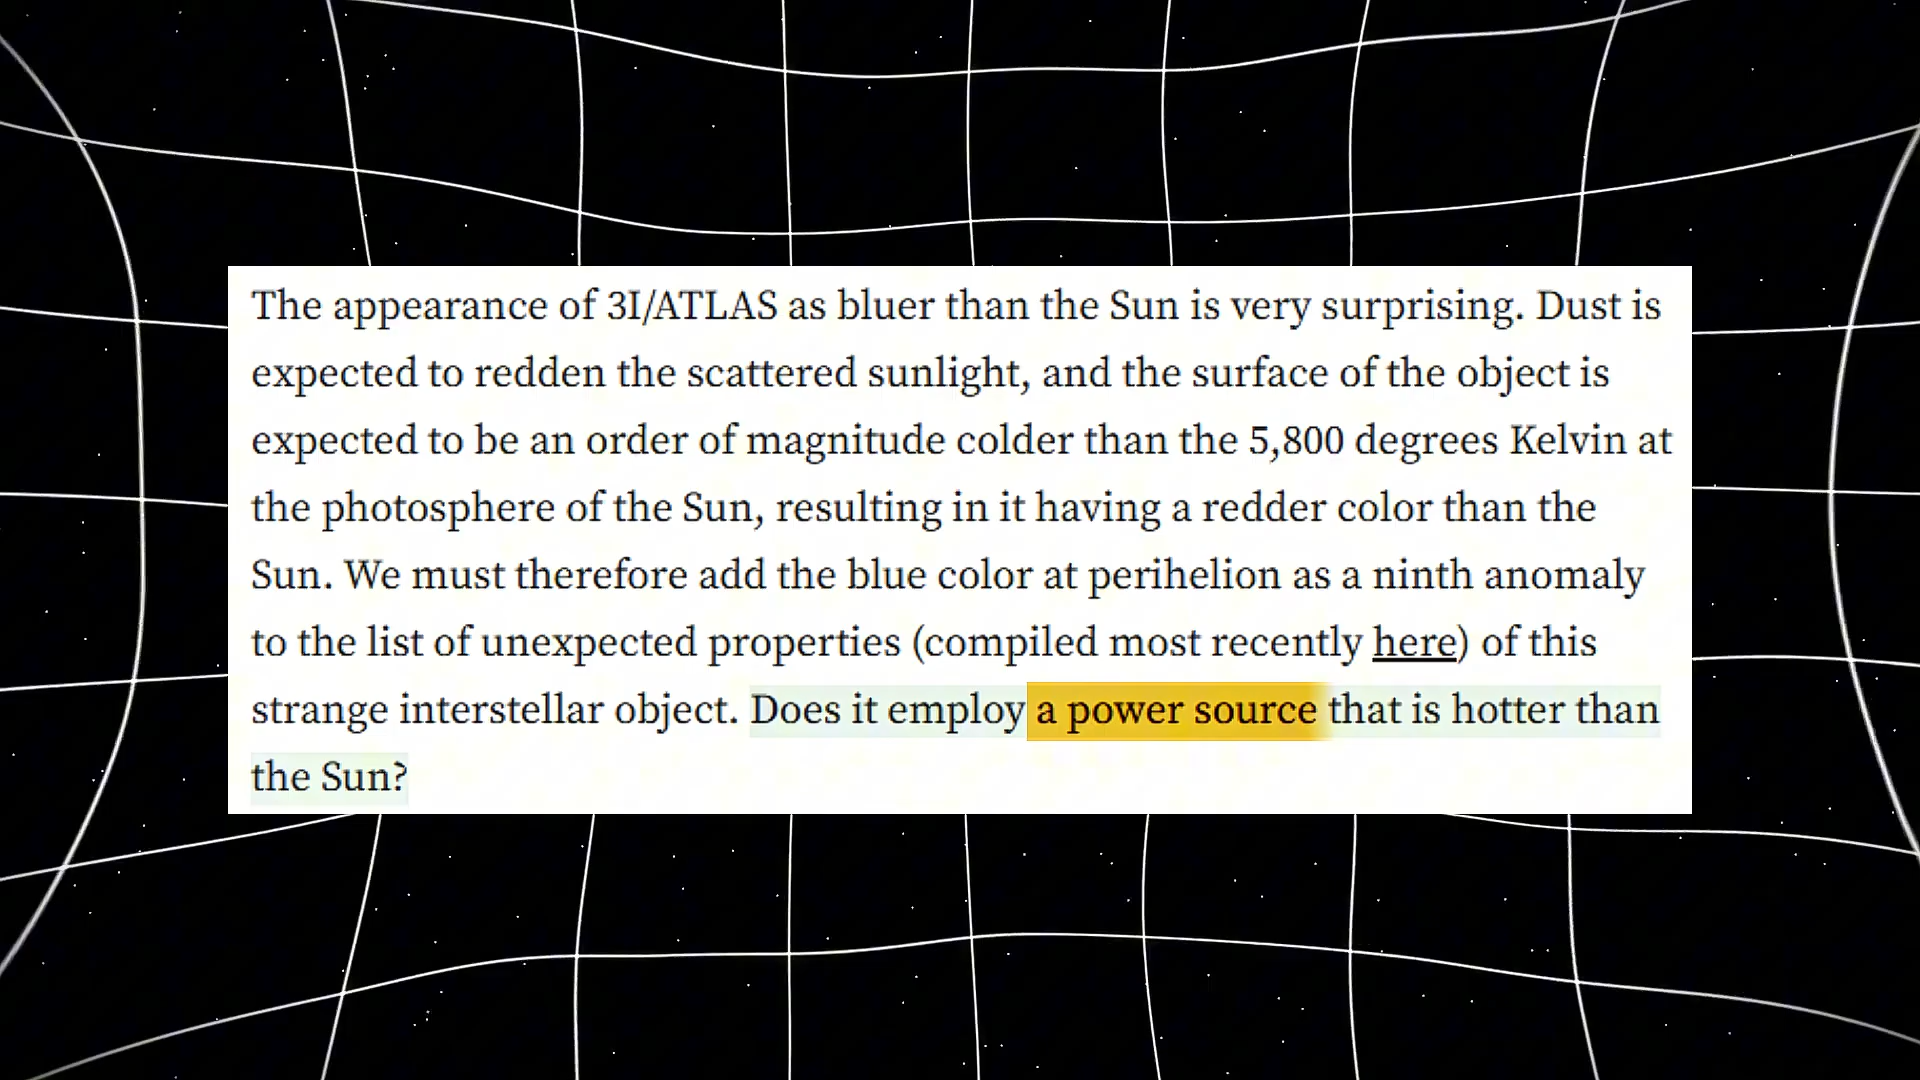 The appearance of 3I/ATLAS as bluer than the Sun is very surprising. Dust is
expected to redden the scattered sunlight, and the surface of the object is
expected to be an order of magnitude colder than the 5,800 degrees Kelvin at
the photosphere of the Sun, resulting in it having a redder color than the
Sun. We must therefore add the blue color at perihelion as a ninth anomaly
to the list of unexpected properties (compiled most recently here) of this
strange interstellar object. Does it employ a power source that is hotter than
the Sun?